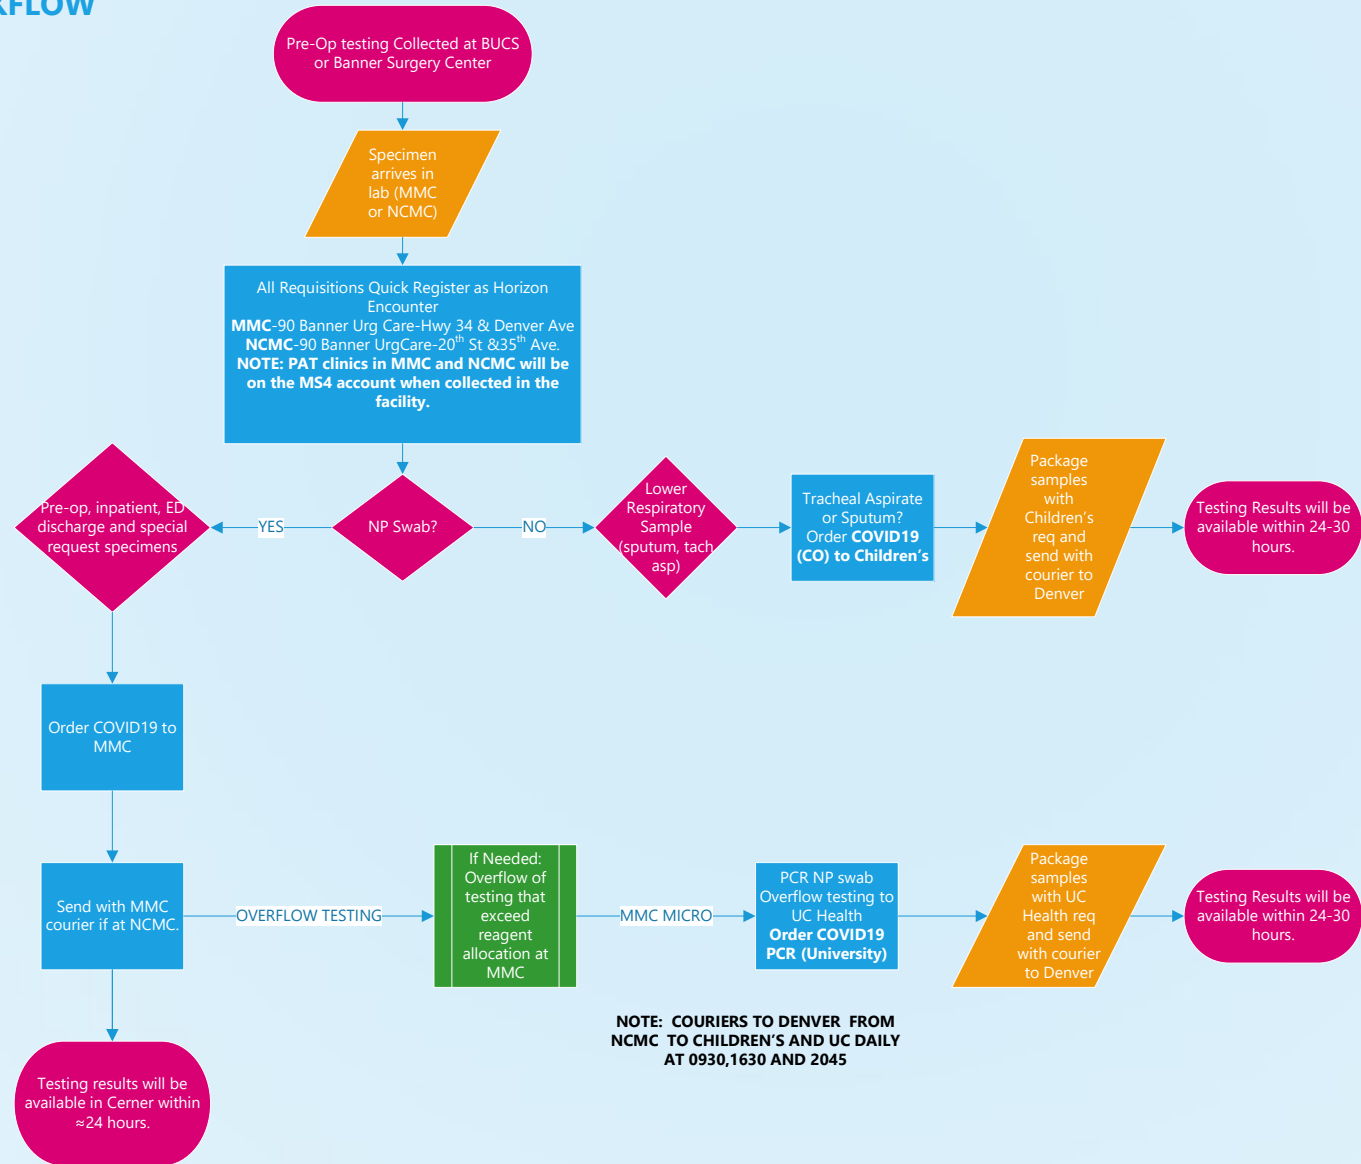 Pre-Op testing Collected at BUCS
or Banner Surgery Center
Specimen
arrives in
lab (MMC
or NCMC)
All Requisitions Quick Register as Horizon
Encounter
MMC-90 Banner Urg Care-Hwy 34 & Denver Ave
NCMC-90 Banner UrgCare-20th St &35th Ave.
NOTE: PAT clinics in MMC and NCMC will be
on the MS4 account when collected in the
facility.
Pre-op, inpatient, ED
discharge and special
request specimens
YES
NP Swab?
NO
Lower
Respiratory
Sample
(sputum, tach
asp)
Tracheal Aspirate
or Sputum?
Order COVID19
(CO) to Children's
Package
samples
with
Children's
req and
send with
courier to
Denver
Testing Results will be
available within 24-30
hours.
Order COVID19 to
MMC
Send with MMC
courier if at NCMC.
OVERFLOW TESTING
If Needed:
Overflow of
testing that
exceed
reagent
allocation at
MMC
MMC MICRO
PCR NP swab
Overflow testing to
UC Health
Order COVID19
PCR (University)
Package
samples
with UC
Health req
and send
with courier
to Denver
Testing Results will be
available within 24-30
hours.
NOTE:  COURIERS TO DENVER  FROM
NCMC  TO CHILDREN'S AND UC DAILY
AT 0930,1630 AND 2045
Testing results will be
available in Cerner within
≈24 hours.